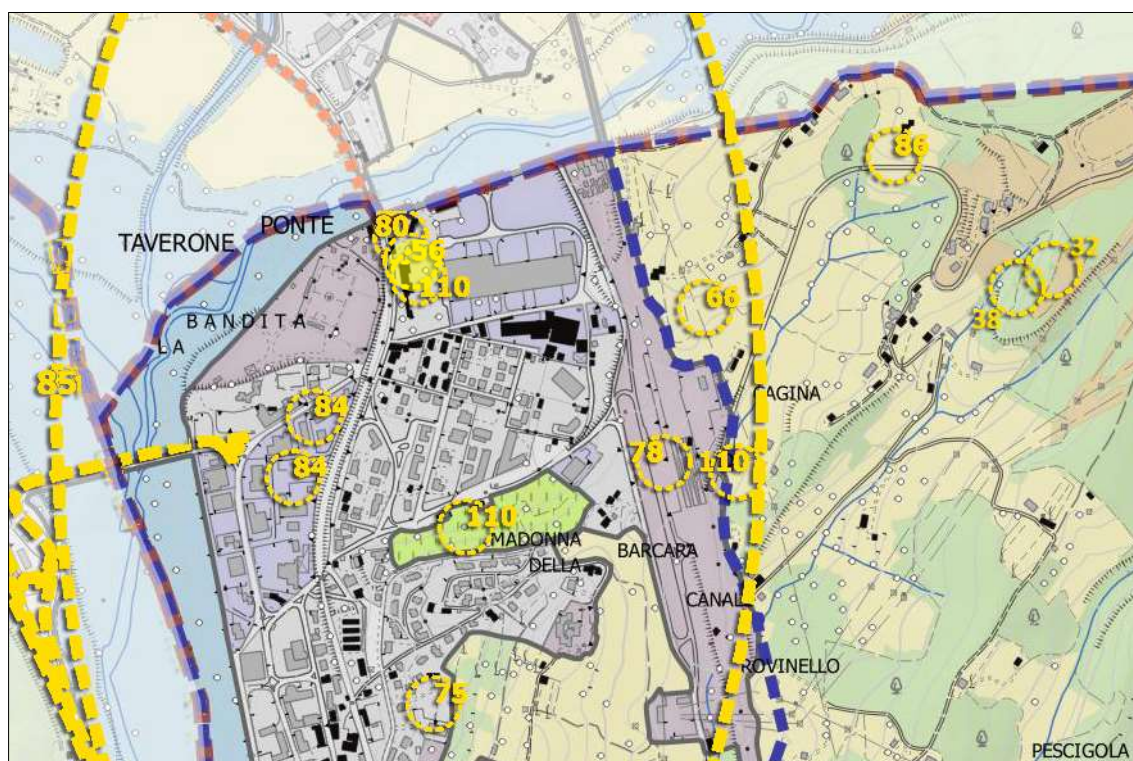 86
80
PONTE
TAVERONE
56
110
32
66
38
BANDITA
LA
85
CAGINA
84
78
110
84
110
MADONNA
BARCARA
DELLA
CANAL
ROVINELLO
75
PESCIGOLA